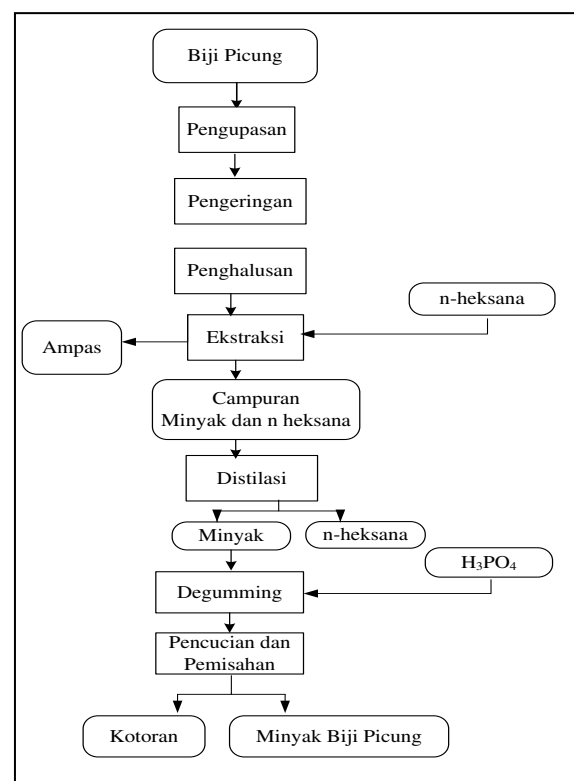 Biji Picung
Pengupasan
Pengeringan
Penghalusan
n-heksana
Ekstraksi
Ampas
Campuran
Minyak dan n heksana
Distilasi
Minyak
n-heksana
H₃PO₄
Degumming
Pencucian dan
Pemisahan
Kotoran
Minyak Biji Picung